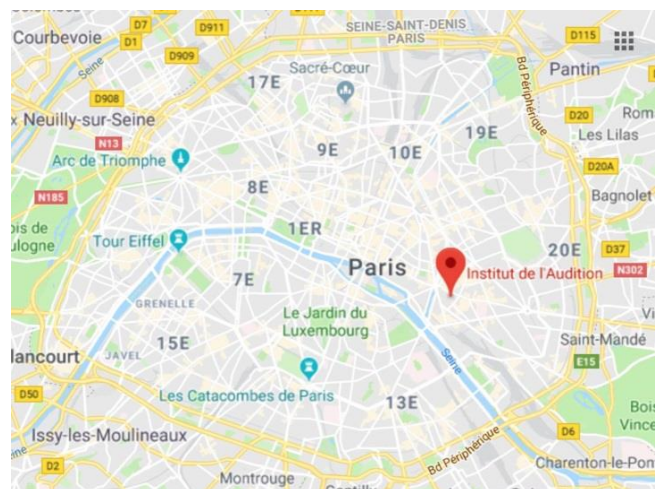 D7
D911
SEINE-SAINT-DENIS
PARIS
D115
Courbevoie
D1
D909
Seine
Sacré-Cœur
Bd Périphérique
Pantin
17E
D908
Neuilly-sur-Seine
D20
Rom
19E
Les Lilas
N13
Arc de Triomphe
9E
10E
D20A
8E
N185
Bagnolet
1ER
Tour Eiffel
20E
D37
Paris
Institut de l'Audition
N302
7E
GRENELLE
Le Jardin du
Luxembourg
15E
Saint-Mandé
lancourt
JAVEL
Seine
E15
D50
Les Catacombes de Paris
13E
Bois
Vince
Issy-les-Moulineaux
D6
D2
Bd Périphérique
Charenton-le-Pon
Montrouge